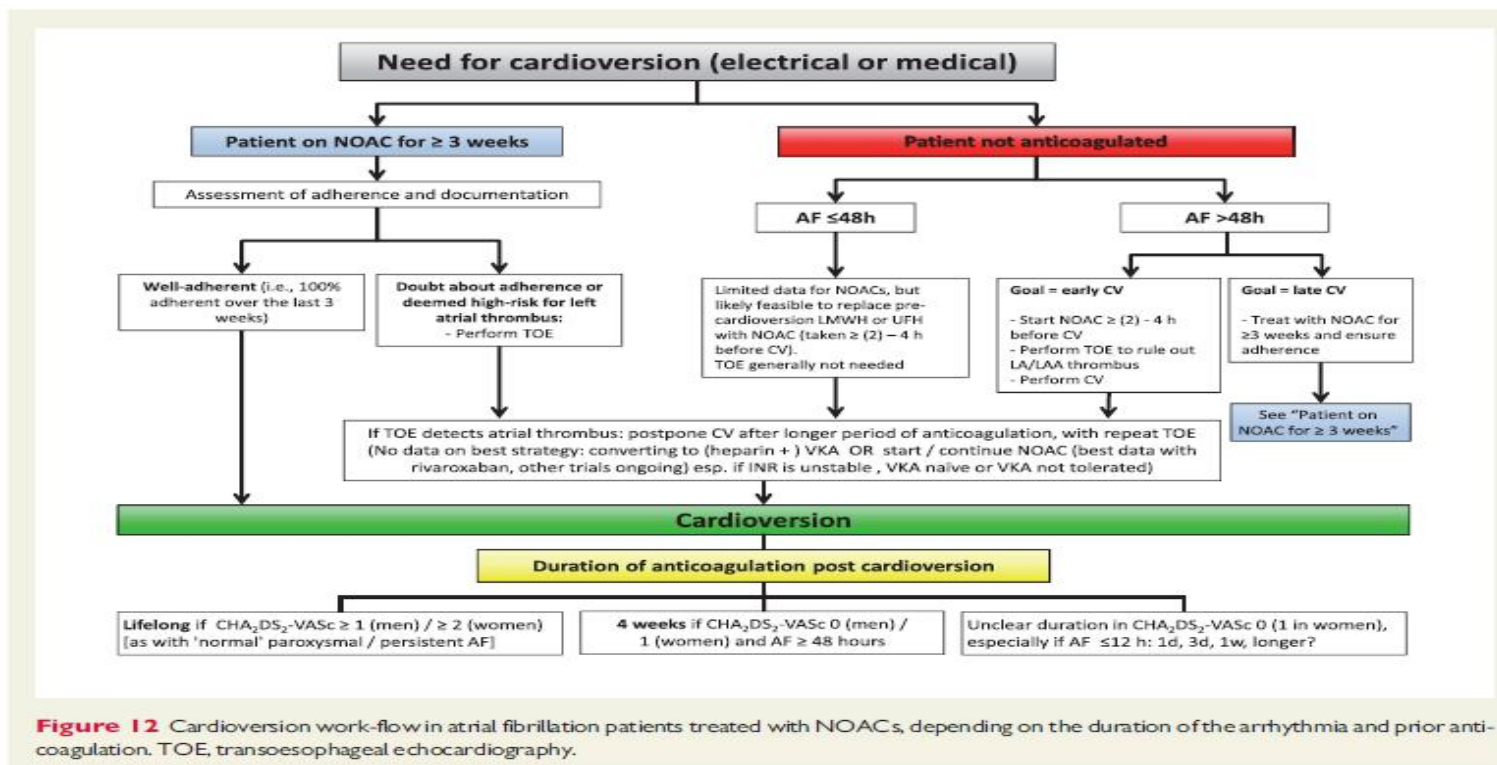 Need for cardioversion (electrical or medical)
Patient on NOAC for ≥ 3 weeks
Assessment of adherence and documentation
Well-adherent (i.e., 100%
adherent over the last 3
weeks)
Doubt about adherence or
deemed high-risk for left
atrial thrombus:
- Perform TOE
Patient not anticoagulated
AF ≤48h
Limited data for NOACs, but
likely feasible to replace pre-
cardioversion LMWH or UFH
with NOAC (taken ≥ (2) – 4 h
before CV).
TOE generally not needed
AF >48h
Goal = early CV
- Start NOAC ≥ (2) - 4 h
before CV
- Perform TOE to rule out
LA/LAA thrombus
- Perform CV
Goal = late CV
- Treat with NOAC for
≥3 weeks and ensure
adherence
See "Patient on
NOAC for ≥ 3 weeks"
If TOE detects atrial thrombus: postpone CV after longer period of anticoagulation, with repeat TOE
(No data on best strategy: converting to (heparin + ) VKA OR start / continue NOAC (best data with
rivaroxaban, other trials ongoing) esp. if INR is unstable , VKA naïve or VKA not tolerated)
Cardioversion
Duration of anticoagulation post cardioversion
Lifelong if CHA₂DS₂-VASc ≥ 1 (men) / ≥ 2 (women)
[as with 'normal' paroxysmal / persistent AF]
4 weeks if CHA₂DS₂-VASc 0 (men) /
1 (women) and AF ≥ 48 hours
Unclear duration in CHA₂DS₂-VASc 0 (1 in women),
especially if AF ≤12 h: 1d, 3d, 1w, longer?
Figure 12 Cardioversion work-flow in atrial fibrillation patients treated with NOACs, depending on the duration of the arrhythmia and prior anti-
coagulation. TOE, transoesophageal echocardiography.